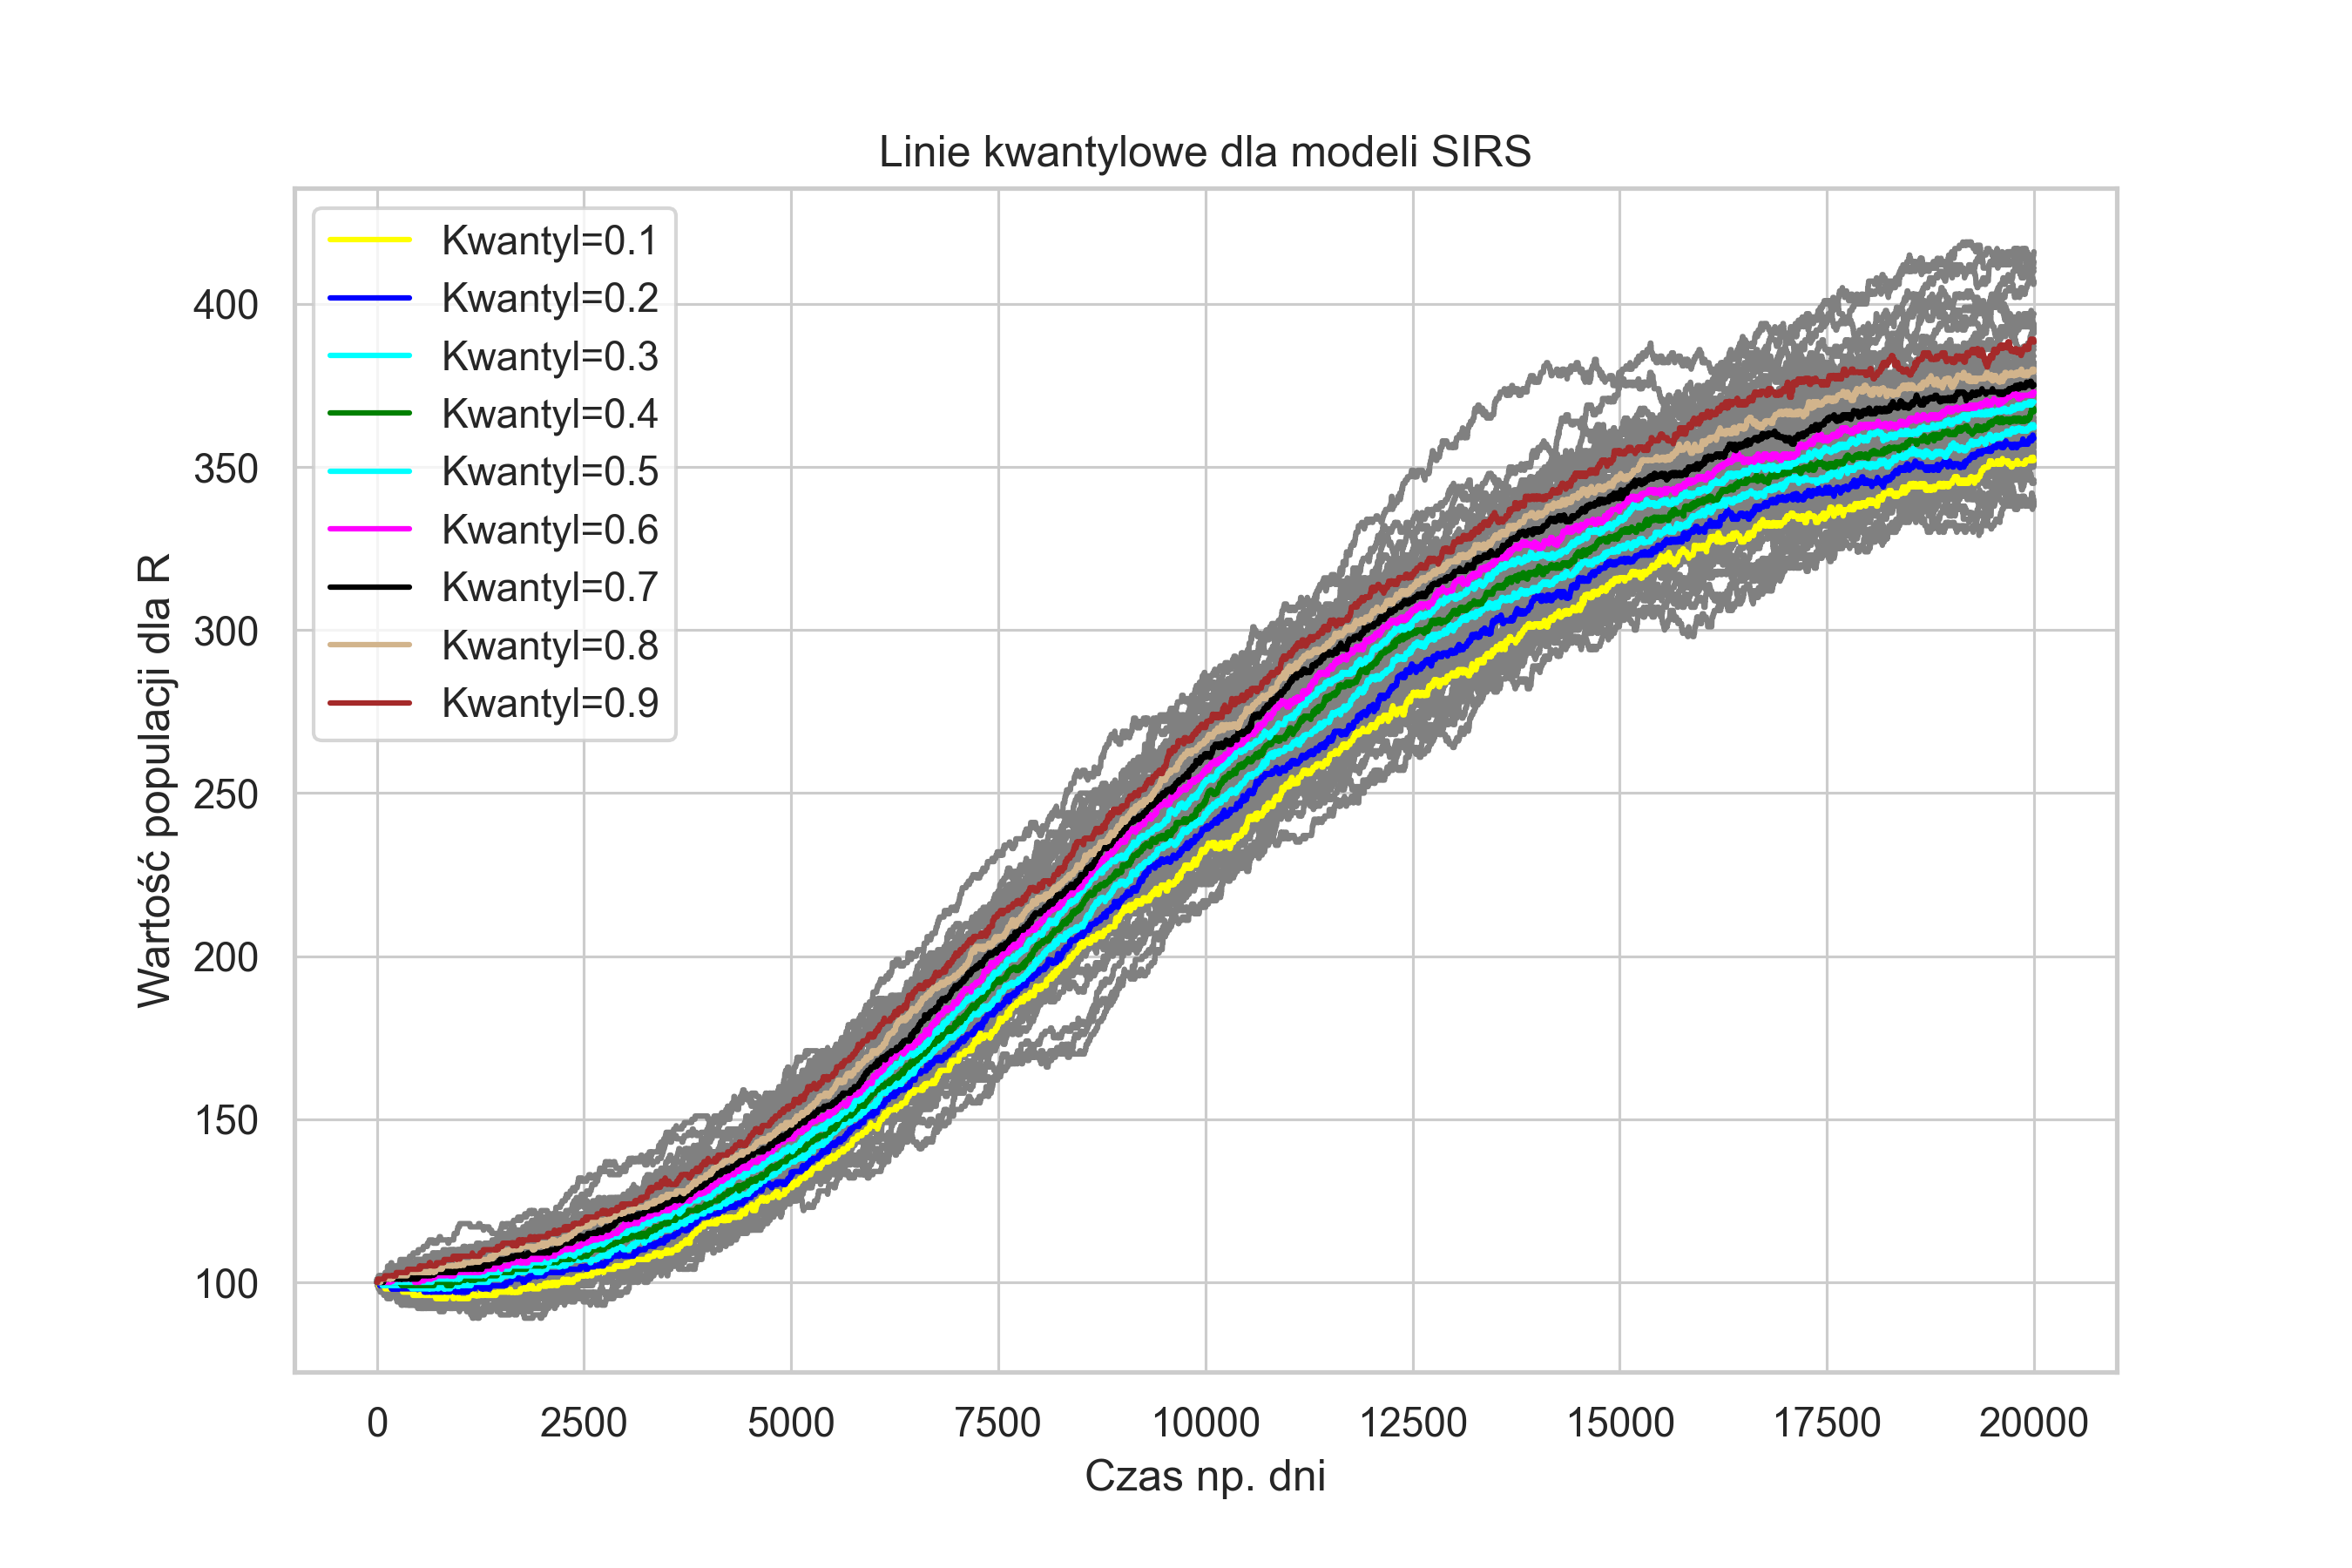 Linie kwantylowe dla modeli SIRS
Kwantyl=0.1
Kwantyl=0.2
Kwantyl=0.3
Kwantyl=0.4
Kwantyl=0.5
Kwantyl=0.6
Kwantyl=0.7
Kwantyl=0.8
Kwantyl=0.9
Wartość populacji dla R
400
350
300
250
200
150
100
0 2500 5000 7500 10000 12500 15000 17500 20000
Czas np. dni